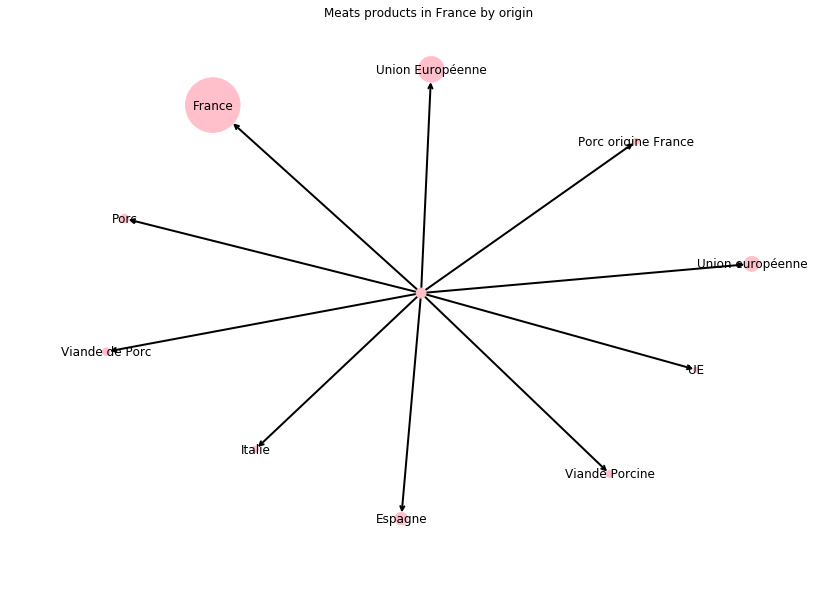 Meats products in France by origin
Union Européenne
France
Porc origine France
Porc
Union européenne
Viande de Porc
UE
Italie
Viande Porcine
Espagne